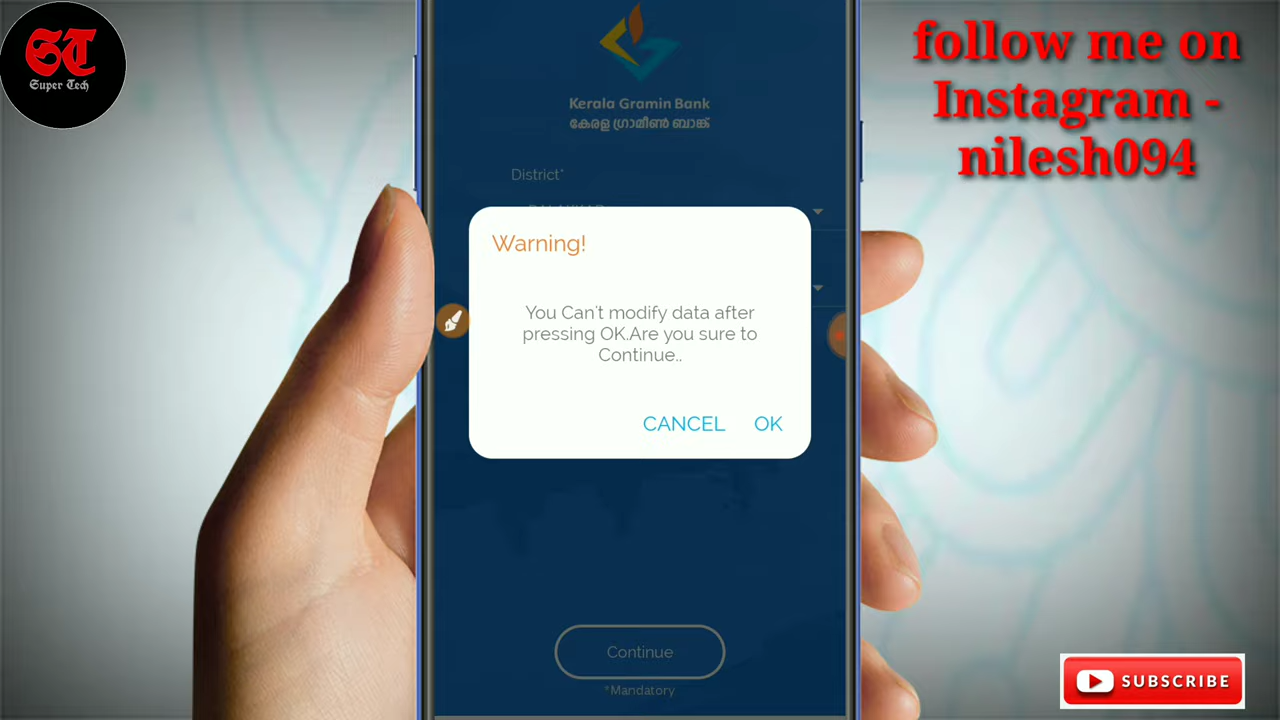 ST
Super Tech
follow me on
Instagram -
nilesh094
Kerala Gramin Bank
കേരള ഗ്രാമീൺ ബാങ്ക്
District*
Warning!
You Can't modify data after
pressing OK.Are you sure to
Continue..
CANCEL OK
Continue
*Mandatory
SUBSCRIBE